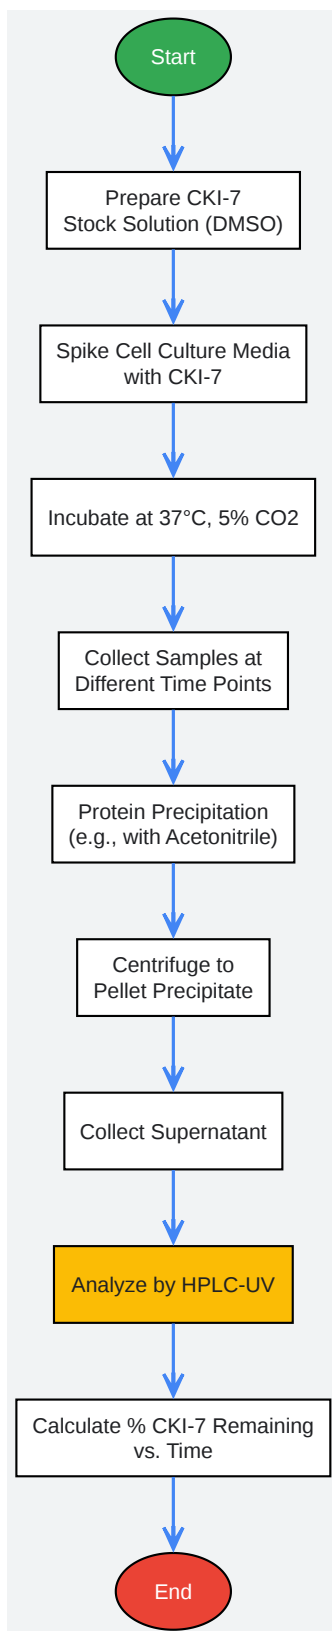 Start
Prepare CKI-7
Stock Solution (DMSO)
Spike Cell Culture Media
with CKI-7
Incubate at 37°C, 5% CO2
Collect Samples at
Different Time Points
Protein Precipitation
(e.g., with Acetonitrile)
Centrifuge to
Pellet Precipitate
Collect Supernatant
Analyze by HPLC-UV
Calculate % CKI-7 Remaining
vs. Time
End